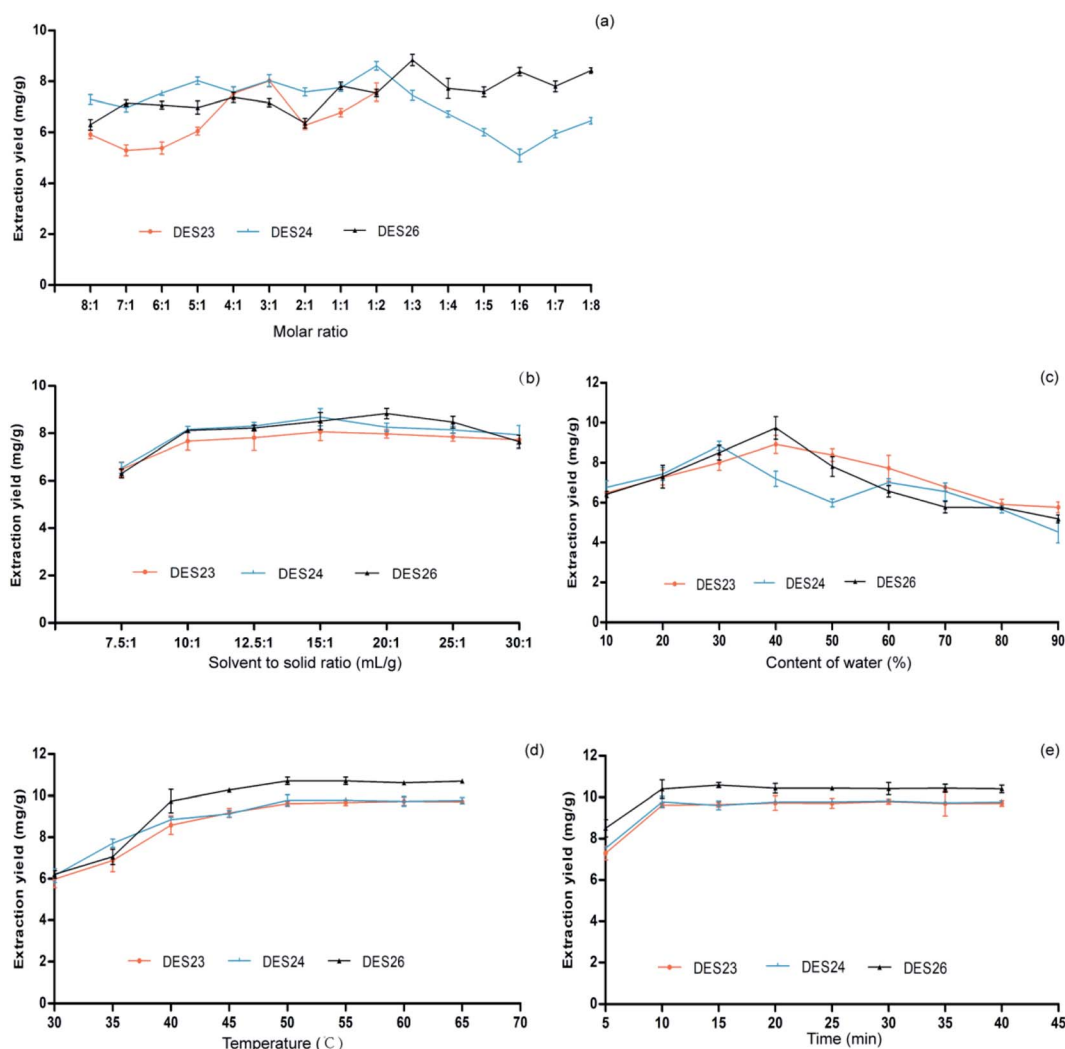 (a)
Extraction yield (mg/g)
10
8
6
4
2
0
DES23 DES24 DES26
8:1 7:1 6:1 5:1 4:1 3:1 2:1 1:1 1:2 1:3 1:4 1:5 1:6 1:7 1:8
Molar ratio
(b)
Extraction yield (mg/g)
10
8
6
4
2
0
DES23 DES24 DES26
7.5:1 10:1 12.5:1 15:1 20:1 25:1 30:1
Solvent to solid ratio (mL/g)
(c)
Extraction yield (mg/g)
12
10
8
6
4
2
0
DES23 DES24 DES26
10 20 30 40 50 60 70 80 90
Content of water (%)
(d)
Extraction yield (mg/g)
12
10
8
6
4
2
0
DES23 DES24 DES26
30 35 40 45 50 55 60 65 70
Temperature (C)
(e)
Extraction yield (mg/g)
12
10
8
6
4
2
0
DES23 DES24 DES26
5 10 15 20 25 30 35 40 45
Time (min)